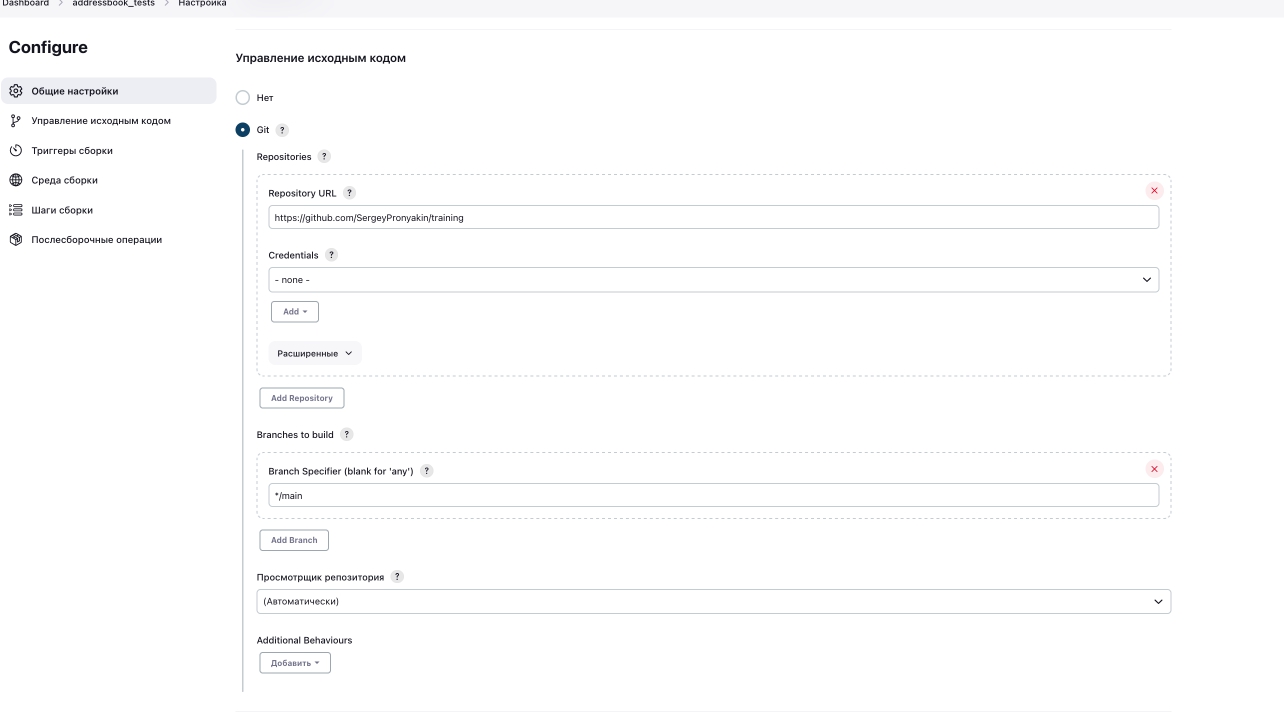 Dashboard > addressbook_tests > Настройка
Configure
Общие настройки
Управление исходным кодом
Триггеры сборки
Среда сборки
Шаги сборки
Послесборочные операции
Управление исходным кодом
Нет
Git ?
Repositories ?
Repository URL ?
https://github.com/SergeyPronyakin/training
Credentials ?
- none -
Add
Расширенные
Add Repository
Branches to build ?
Branch Specifier (blank for 'any') ?
*/main
Add Branch
Просмотрщик репозитория ?
(Автоматически)
Additional Behaviours
Добавить